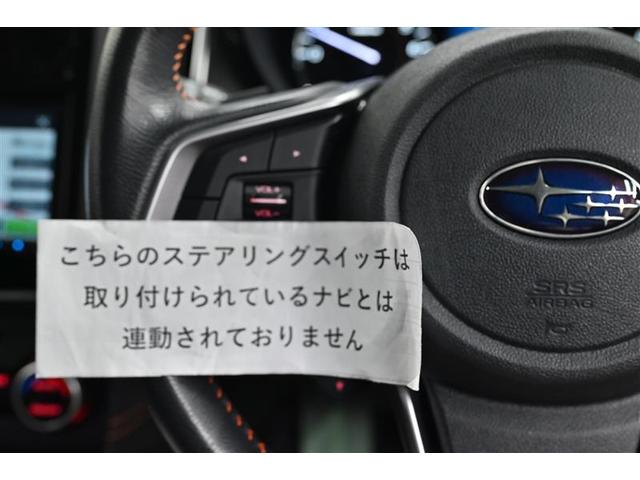 VOL+
VOL-
こちらのステアリングスイッチは
取り付けられているナビとは
連動されておりません
SRS
AIRBAG